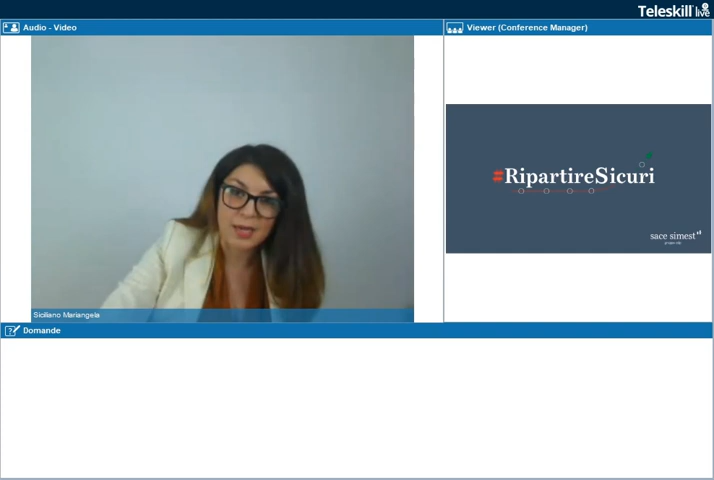 Teleskill live
Audio - Video
Viewer (Conference Manager)
#RipartireSicuri
sace simest
Siciliano Mariangela
Domande